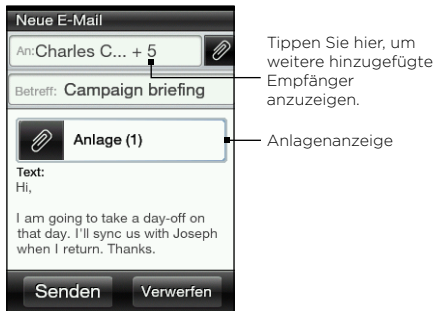 Neue E-Mail
An: Charles C... + 5
Betreff: Campaign briefing
Anlage (1)
Text:
Hi,
I am going to take a day-off on
that day. I'll sync us with Joseph
when I return. Thanks.
Senden Verwerfen
Tippen Sie hier, um
weitere hinzugefügte
Empfänger
anzuzeigen.
Anlagenanzeige